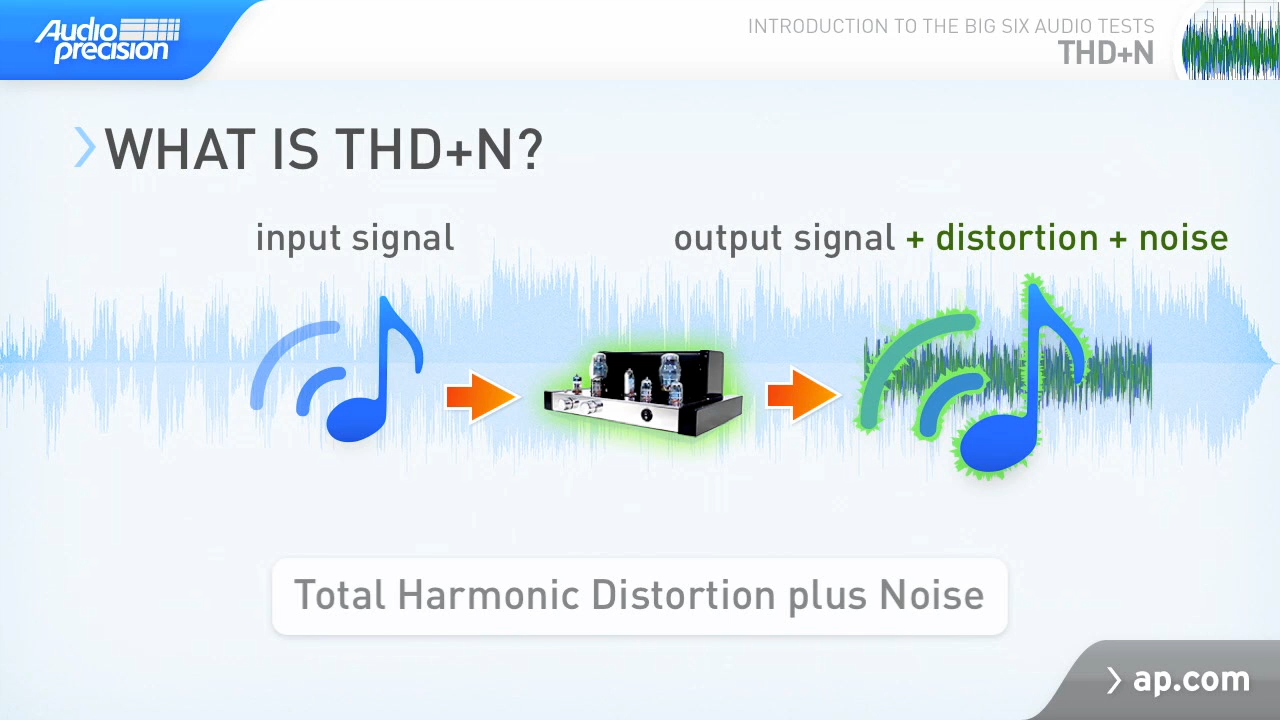 Audio
precision
INTRODUCTION TO THE BIG SIX AUDIO TESTS
THD+N
WHAT IS THD+N?
input signal
output signal + distortion + noise
Total Harmonic Distortion plus Noise
ap.com